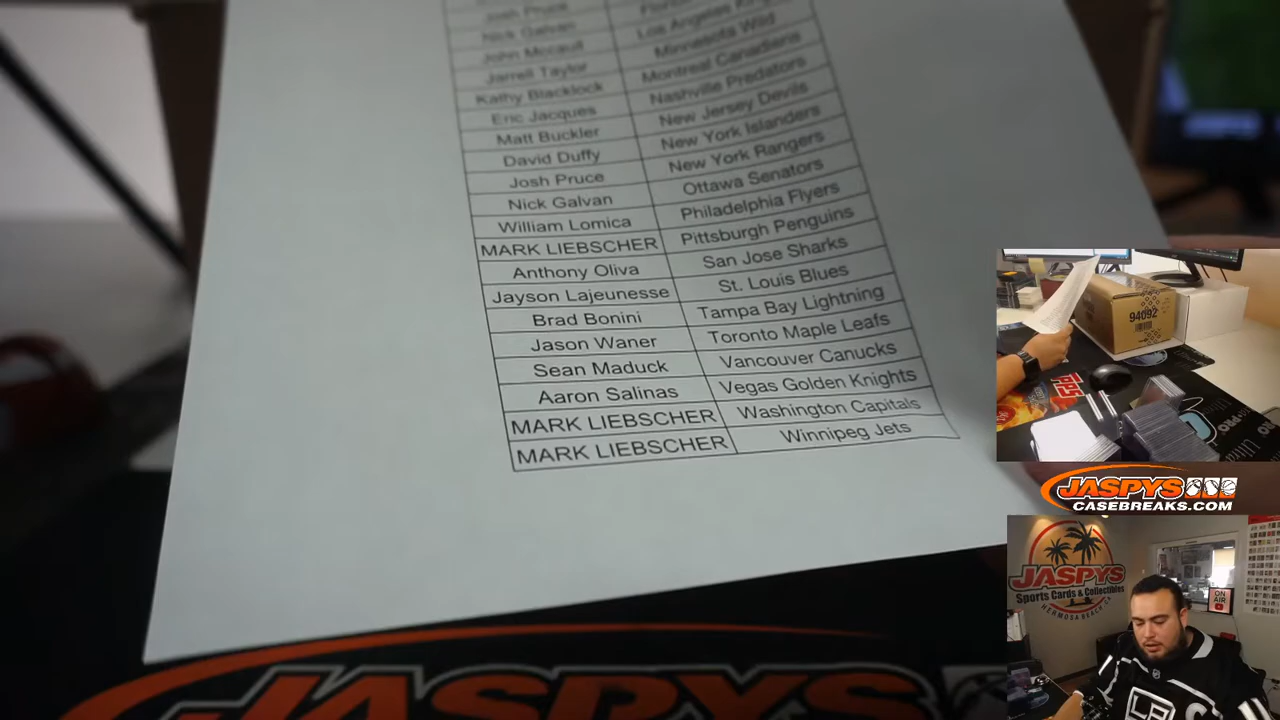 Josh Pruce
Nick Galvan
John Los Angeles
Jarrell Taylor Minnesota Wild
Kathy Blacklock Montreal Canadiens
Eric Jacques Nashville Predators
Matt Buckler New Jersey Devils
David Duffy New York Islanders
Josh Pruce New York Rangers
Nick Galvan Ottawa Senators
William Lomica Philadelphia Flyers
MARK LIEBSCHER Pittsburgh Penguins
Anthony Oliva San Jose Sharks
Jayson Lajeunesse St. Louis Blues
Brad Bonini Tampa Bay Lightning
Jason Waner Toronto Maple Leafs
Sean Maduck Vancouver Canucks
Aaron Salinas Vegas Golden Knights
MARK LIEBSCHER Washington Capitals
MARK LIEBSCHER Winnipeg Jets
JASPYS
94092
JASPYS
CASEBREAKS.COM
JASPYS
Sports Cards & Collectibles
HERMOSA BEACH, CA
ON AIR
LA